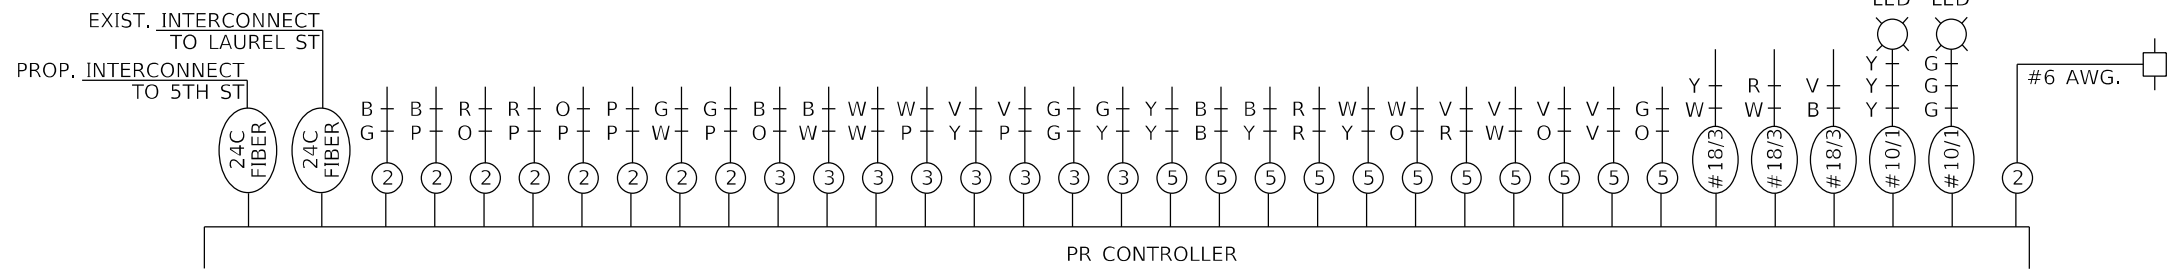 LED LED
EXIST. INTERCONNECT
TO LAUREL ST
PROP. INTERCONNECT
TO 5TH ST
#6 AWG.
Y G
Y R V Y G
B B R R O P G G B B W W V V G G Y B B R W W V V V V G W W B Y G
G P O P P P W P O W W P Y P G Y Y B Y R Y O R W O V O
24C FIBER 24C FIBER 2 2 2 2 2 2 2 2 3 3 3 3 3 3 3 3 5 5 5 5 5 5 5 5 5 5 5 #18/3 #18/3 #18/3 #10/1 #10/1 2
PR CONTROLLER